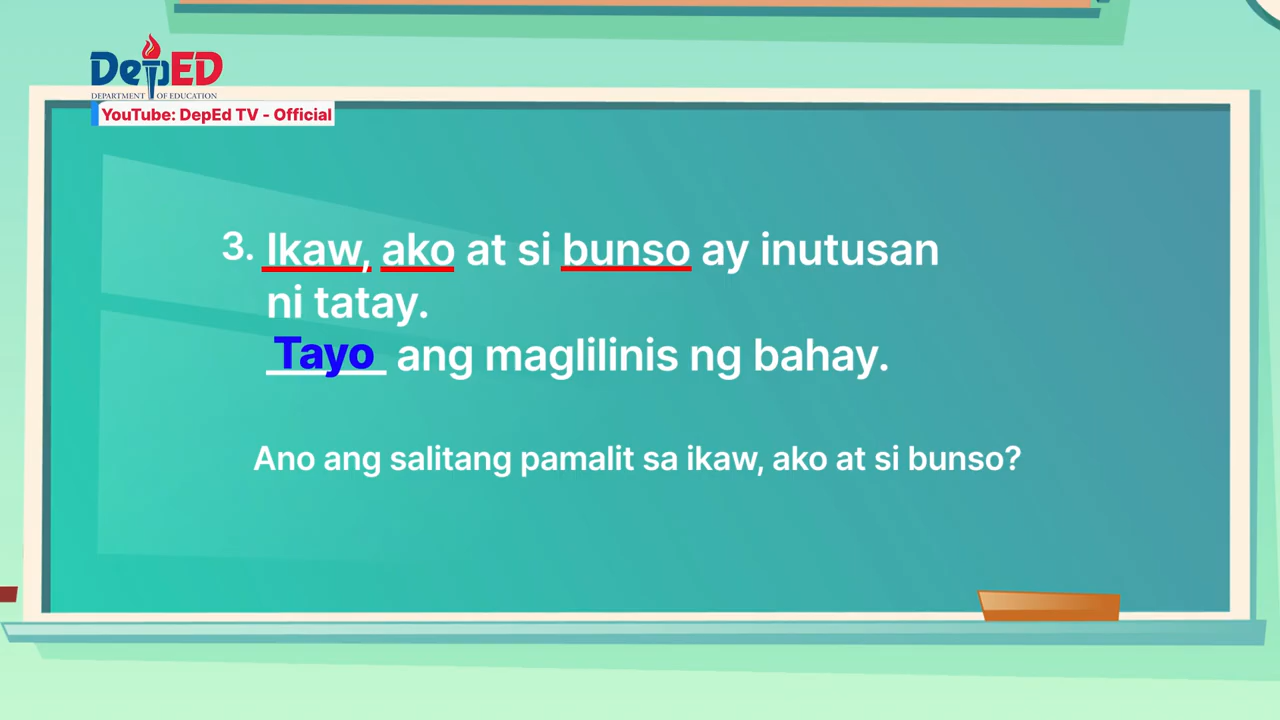 DepED
DEPARTMENT OF EDUCATION
YouTube: DepEd TV - Official
3. Ikaw, ako at si bunso ay inutusan
ni tatay.
Tayo ang maglilinis ng bahay.
Ano ang salitang pamalit sa ikaw, ako at si bunso?